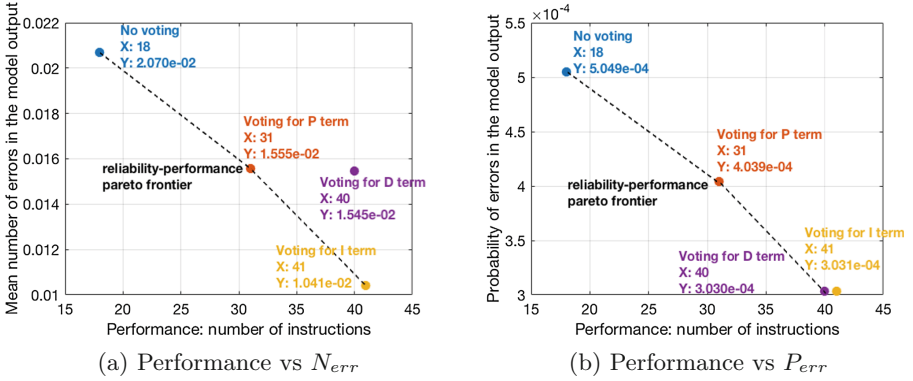 Mean number of errors in the model output
0.022
0.02
0.018
0.016
0.014
0.012
0.01
No voting
X: 18
Y: 2.070e-02
Voting for P term
X: 31
Y: 1.555e-02
reliability-performance
pareto frontier
Voting for D term
X: 40
Y: 1.545e-02
Voting for I term
X: 41
Y: 1.041e-02
15 20 25 30 35 40 45
Performance: number of instructions
(a) Performance vs N_err
Probability of errors in the model output
×10-4
5.5
5
4.5
4
3.5
3
No voting
X: 18
Y: 5.049e-04
Voting for P term
X: 31
Y: 4.039e-04
reliability-performance
pareto frontier
Voting for I term
X: 41
Y: 3.031e-04
Voting for D term
X: 40
Y: 3.030e-04
15 20 25 30 35 40 45
Performance: number of instructions
(b) Performance vs P_err